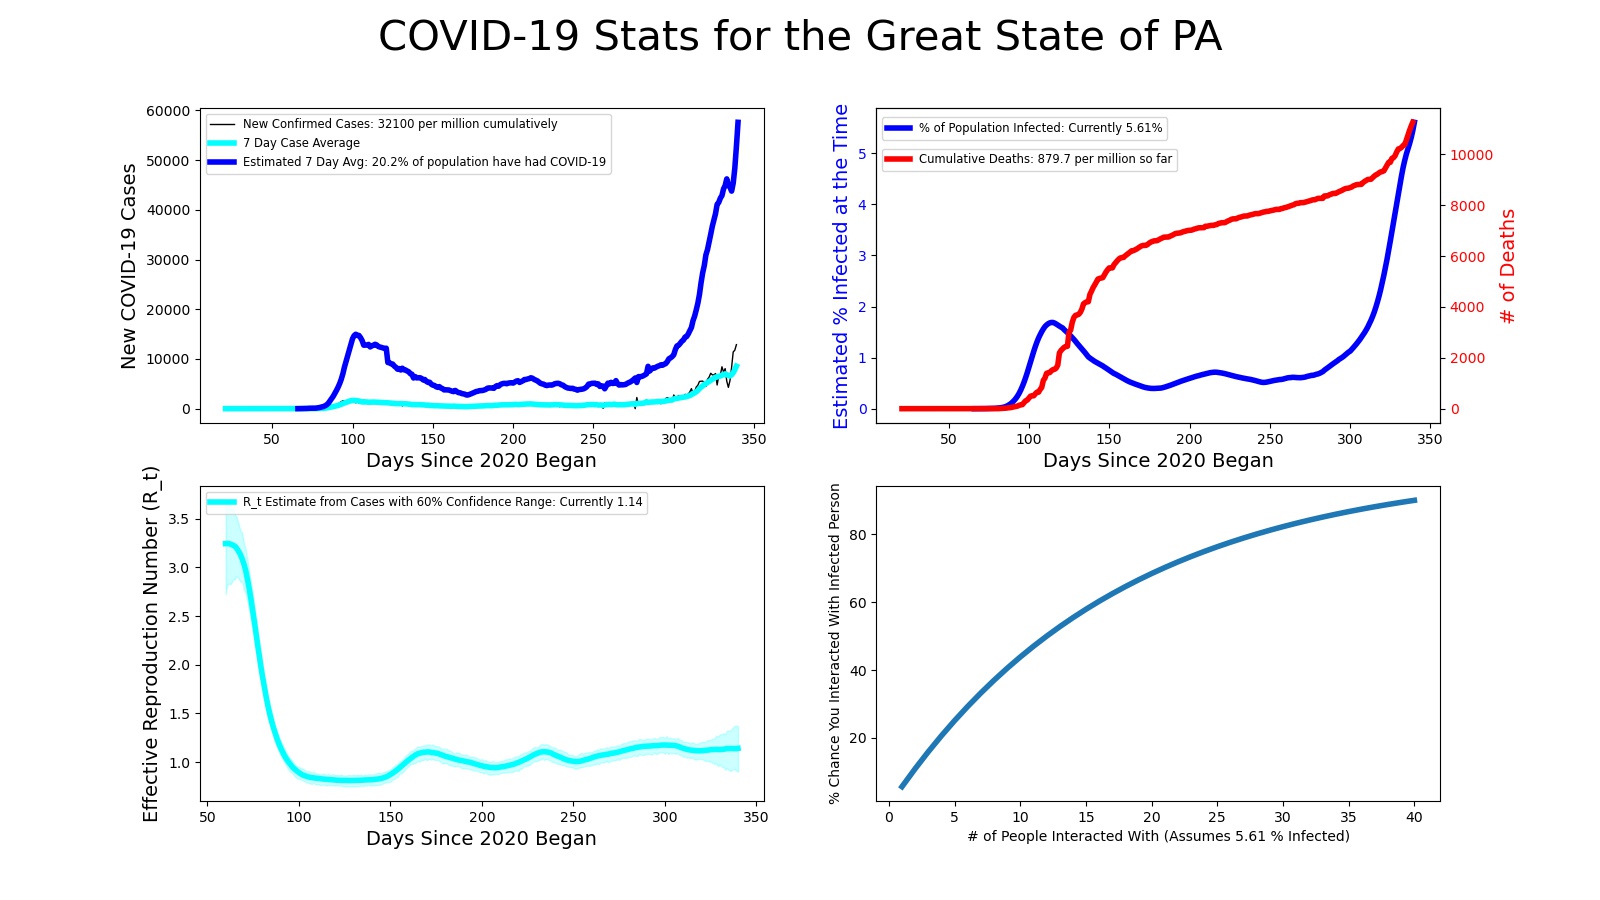 COVID-19 Stats for the Great State of PA
New COVID-19 Cases
60000
50000
40000
30000
20000
10000
0
New Confirmed Cases: 32100 per million cumulatively
7 Day Case Average
Estimated 7 Day Avg: 20.2% of population have had COVID-19
50 100 150 200 250 300 350
Days Since 2020 Began
Estimated % Infected at the Time
5
4
3
2
1
0
% of Population Infected: Currently 5.61%
Cumulative Deaths: 879.7 per million so far
10000
8000
6000
4000
2000
0
# of Deaths
50 100 150 200 250 300 350
Days Since 2020 Began
Effective Reproduction Number (R_t)
3.5
3.0
2.5
2.0
1.5
1.0
R_t Estimate from Cases with 60% Confidence Range: Currently 1.14
50 100 150 200 250 300 350
Days Since 2020 Began
% Chance You Interacted With Infected Person
80
60
40
20
0 5 10 15 20 25 30 35 40
# of People Interacted With (Assumes 5.61 % Infected)